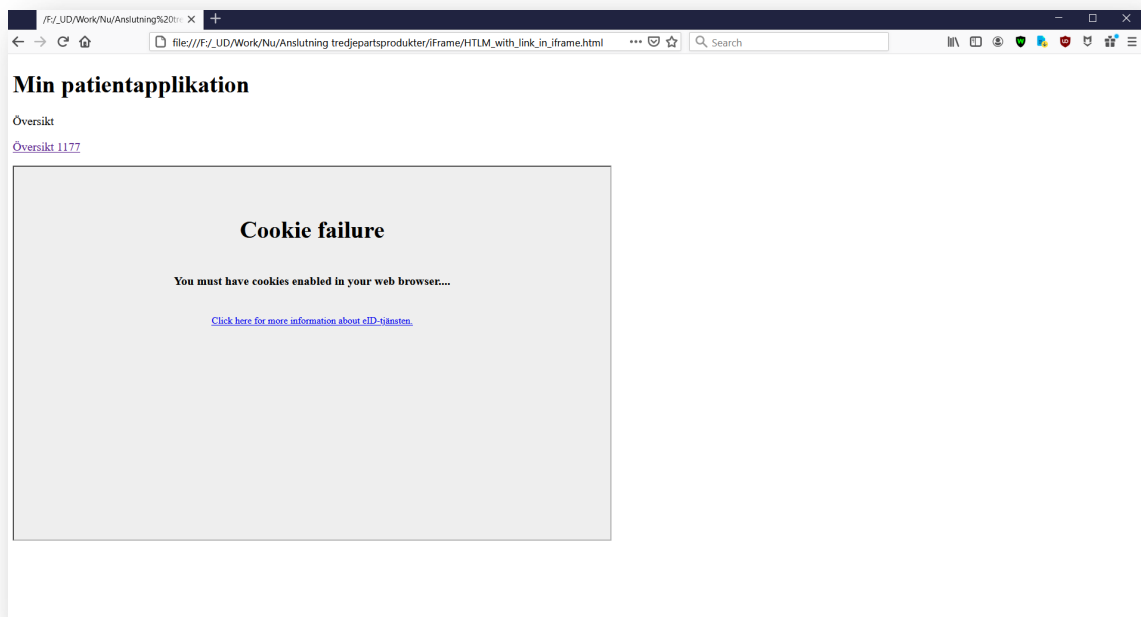 /F:/_UD/Work/Nu/Anslutning%20tre
file:///F:/_UD/Work/Nu/Anslutning tredjepartsprodukter/iFrame/HTLM_with_link_in_iframe.html
Search
Min patientapplikation
Översikt
Översikt 1177
Cookie failure
You must have cookies enabled in your web browser....
Click here for more information about eID-tjänsten.